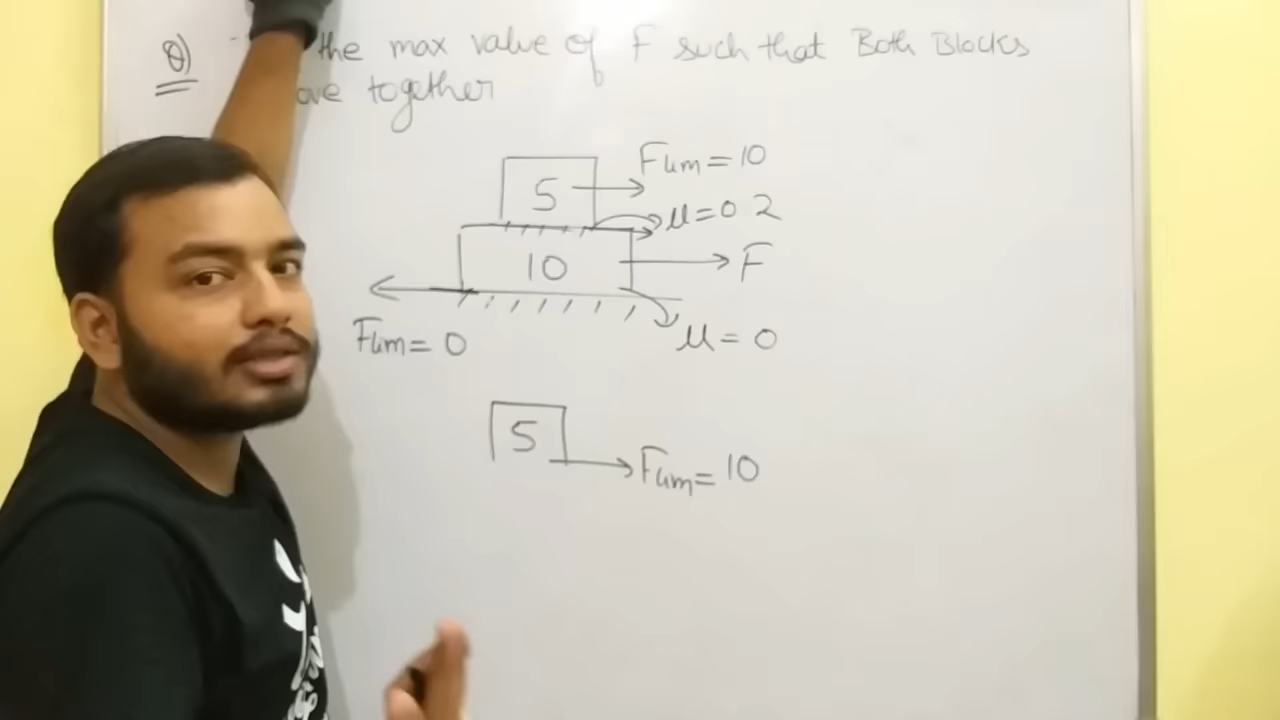 Q) the max value of F such that Both Blocks
ove together
Flim = 10
5
μ=0 2
10
F
Flim= 0
μ= 0
5
Flim= 10